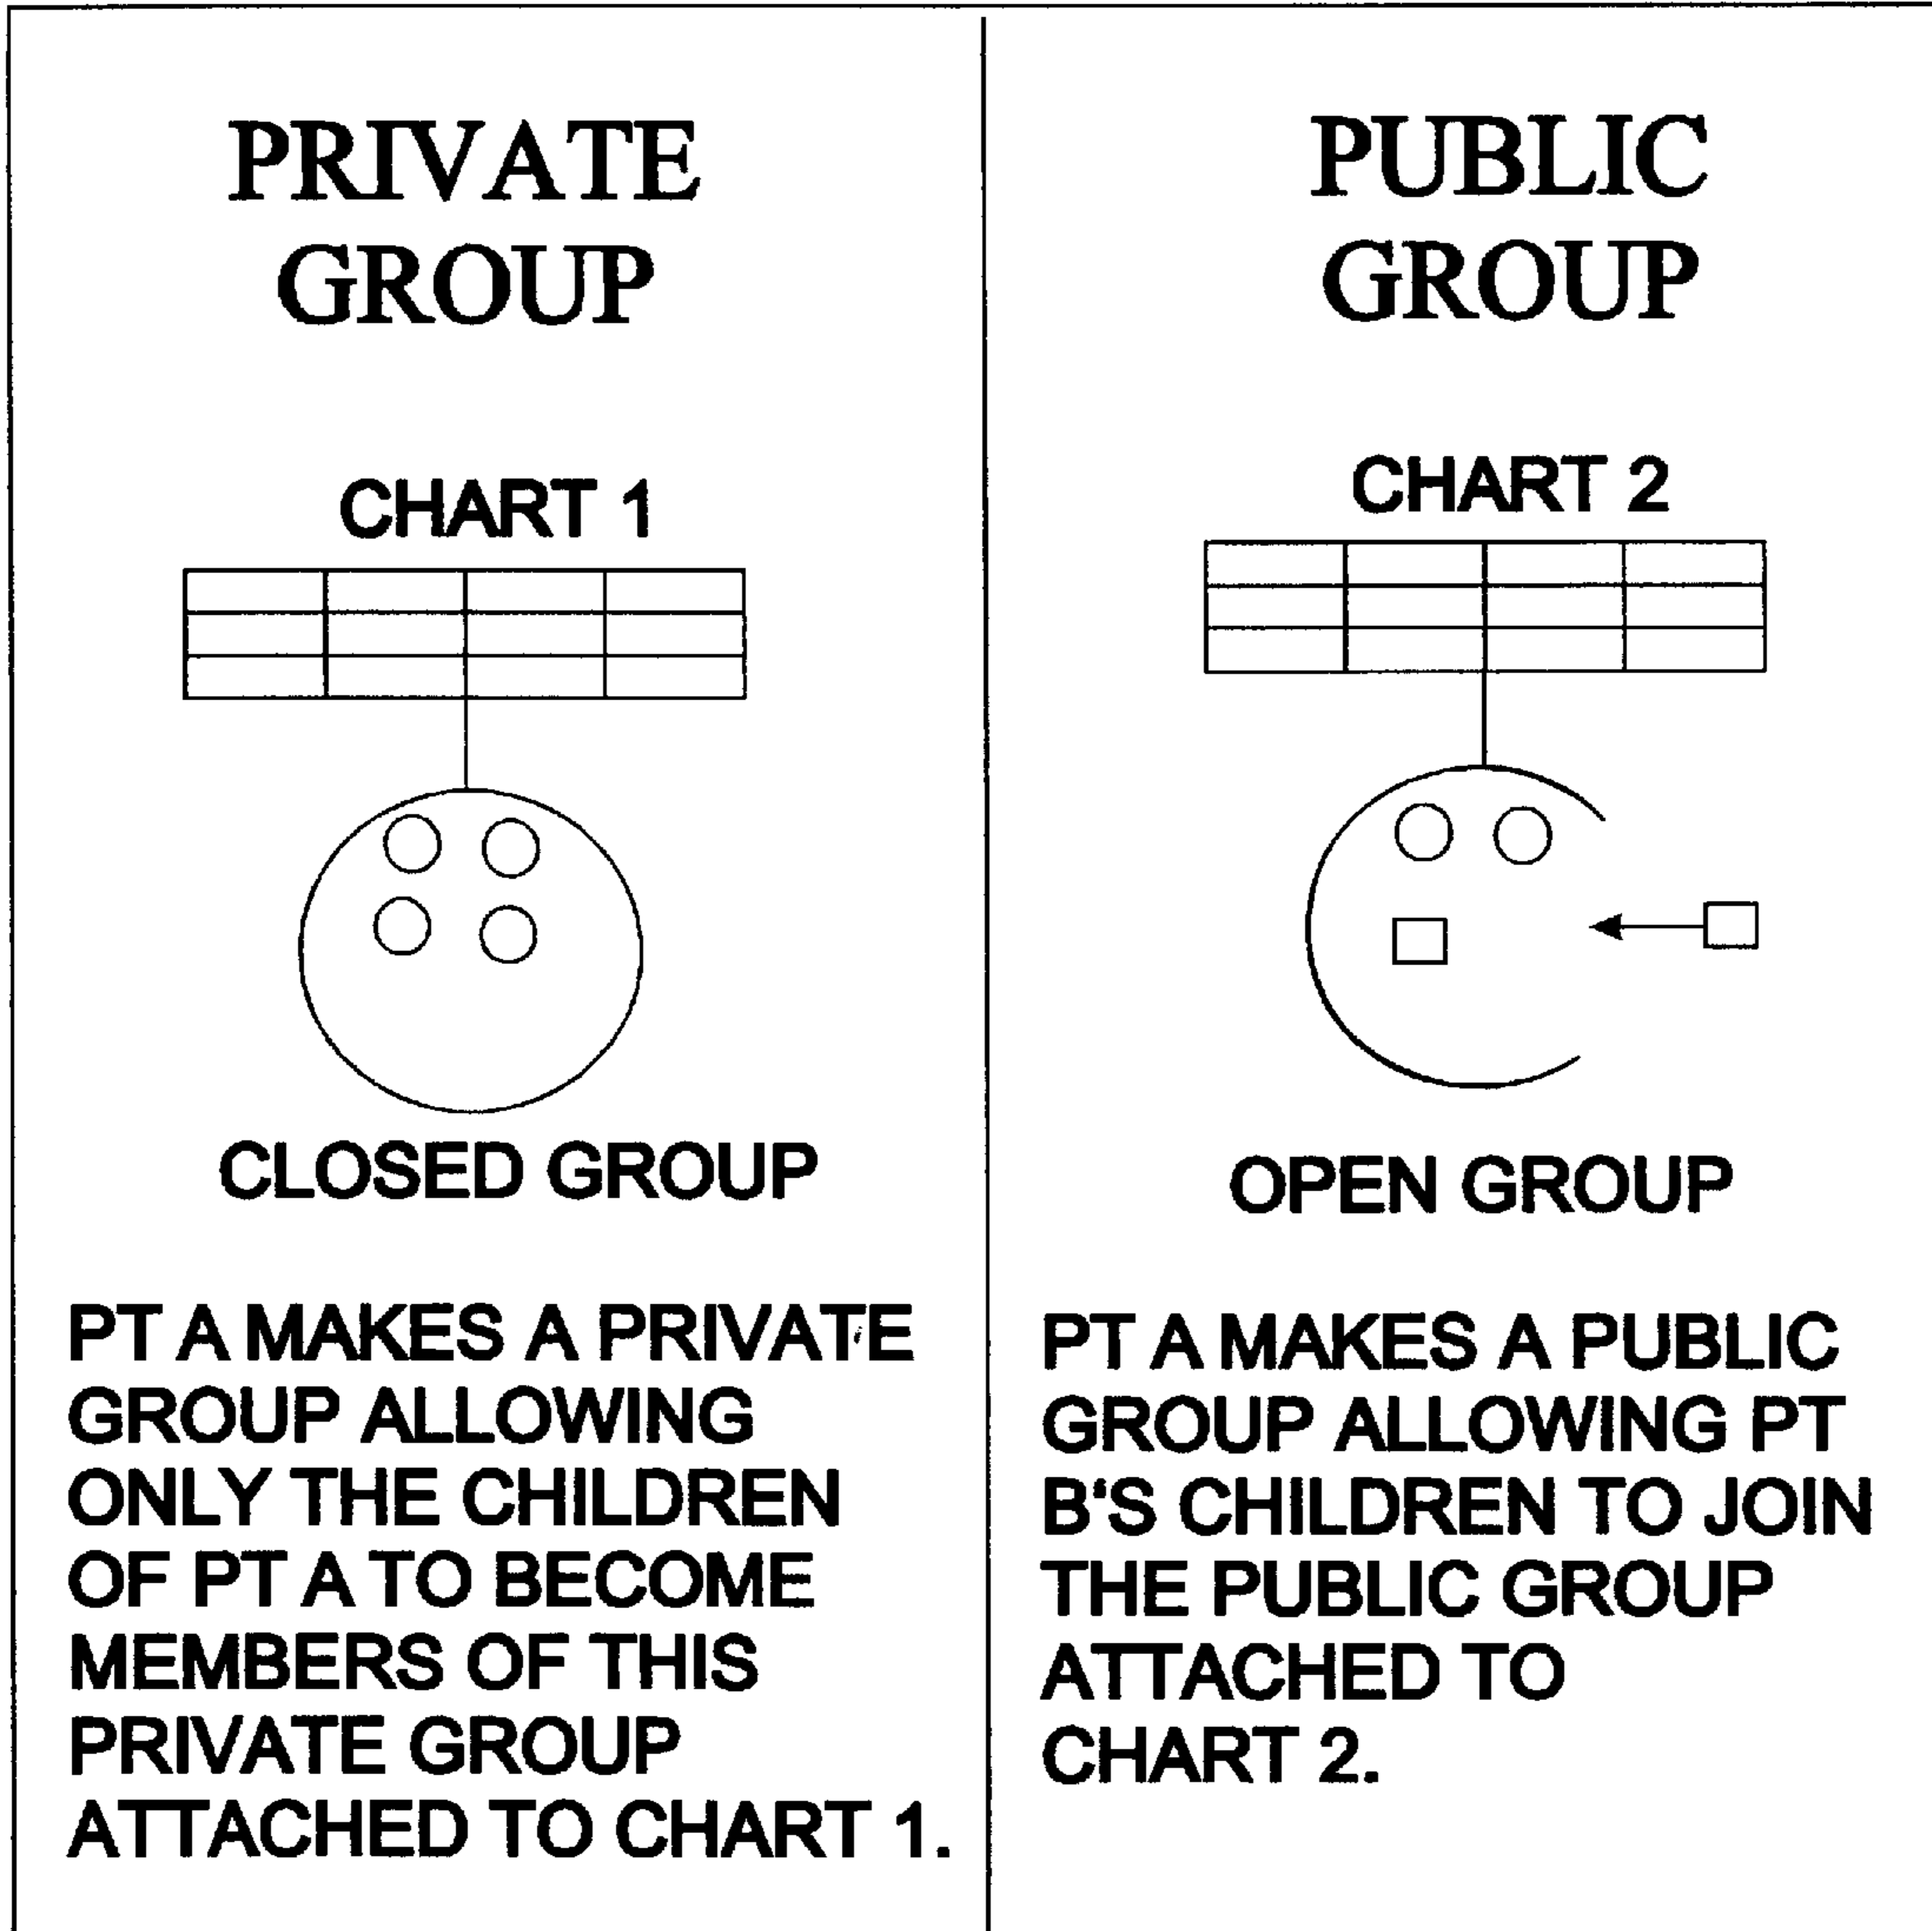 PRIVATE
GROUP
CHART 1
CLOSED GROUP
PT A MAKES A PRIVATE
GROUP ALLOWING
ONLY THE CHILDREN
OF PT A TO BECOME
MEMBERS OF THIS
PRIVATE GROUP
ATTACHED TO CHART 1.
PUBLIC
GROUP
CHART 2
OPEN GROUP
PT A MAKES A PUBLIC
GROUP ALLOWING PT
B'S CHILDREN TO JOIN
THE PUBLIC GROUP
ATTACHED TO
CHART 2.